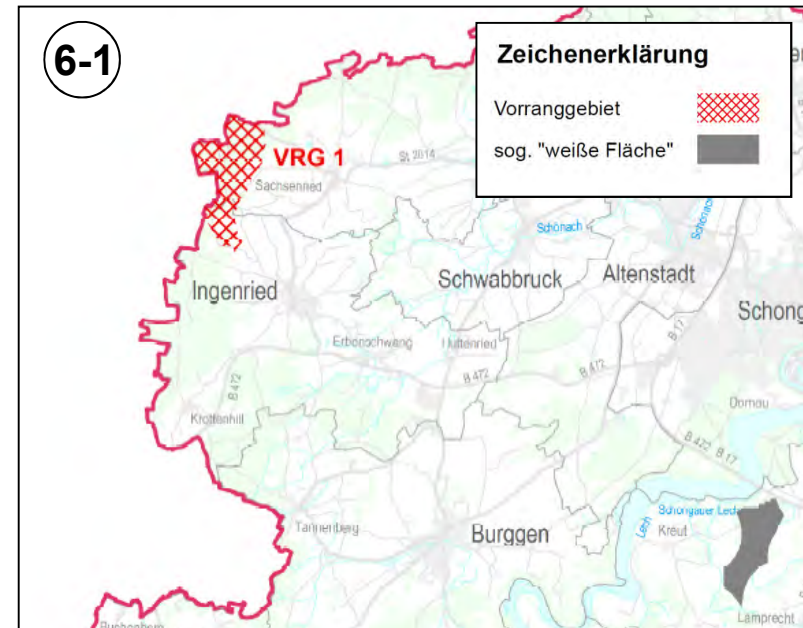 6-1
Zeichenerklärung
Vorranggebiet
sog. "weiße Fläche"
VRG 1
St 2014
Sachsenried
Schönach
Schönach
Ingenried
Schwabbruck
Altenstadt
Schong
B 17
Erbenschwang
Huttenried
B 472
B 472
B 472
Krottenhill
Dornau
B 472 B 17
Lech
Schongauer Lech
Kreut
Tannenberg
Burggen
Lamprecht